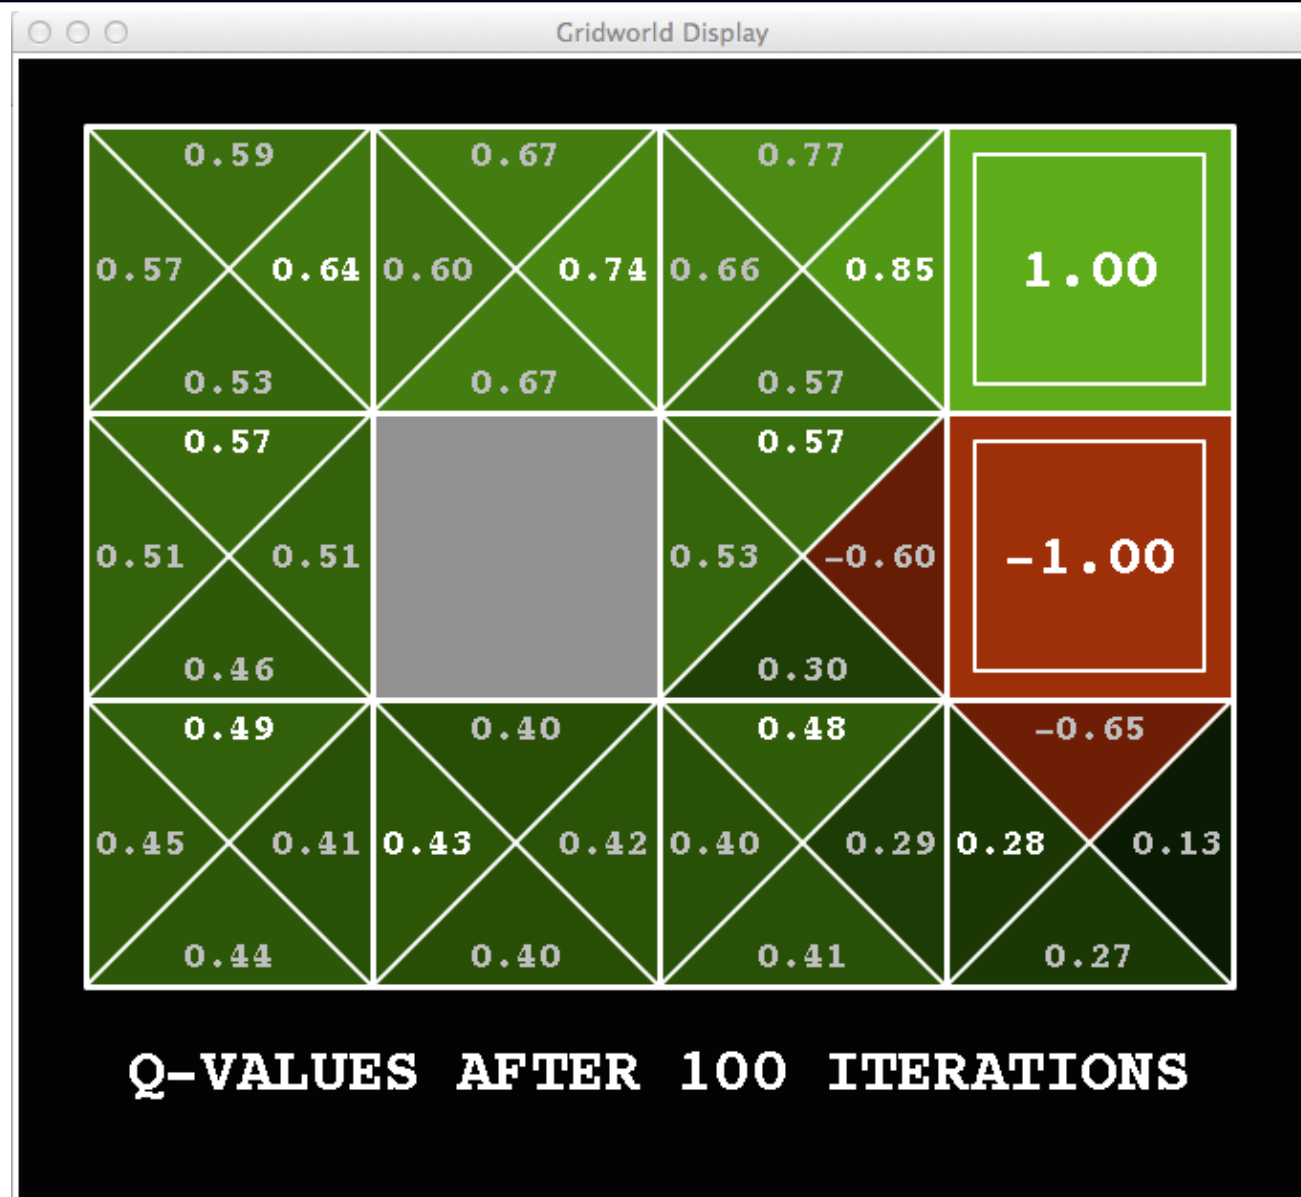 Gridworld Display
0.59 0.67 0.77
0.57 0.64 0.60 0.74 0.66 0.85 1.00
0.53 0.67 0.57
0.57 0.57
0.51 0.51 0.53 -0.60 -1.00
0.46 0.30
0.49 0.40 0.48 -0.65
0.45 0.41 0.43 0.42 0.40 0.29 0.28 0.13
0.44 0.40 0.41 0.27
Q-VALUES AFTER 100 ITERATIONS